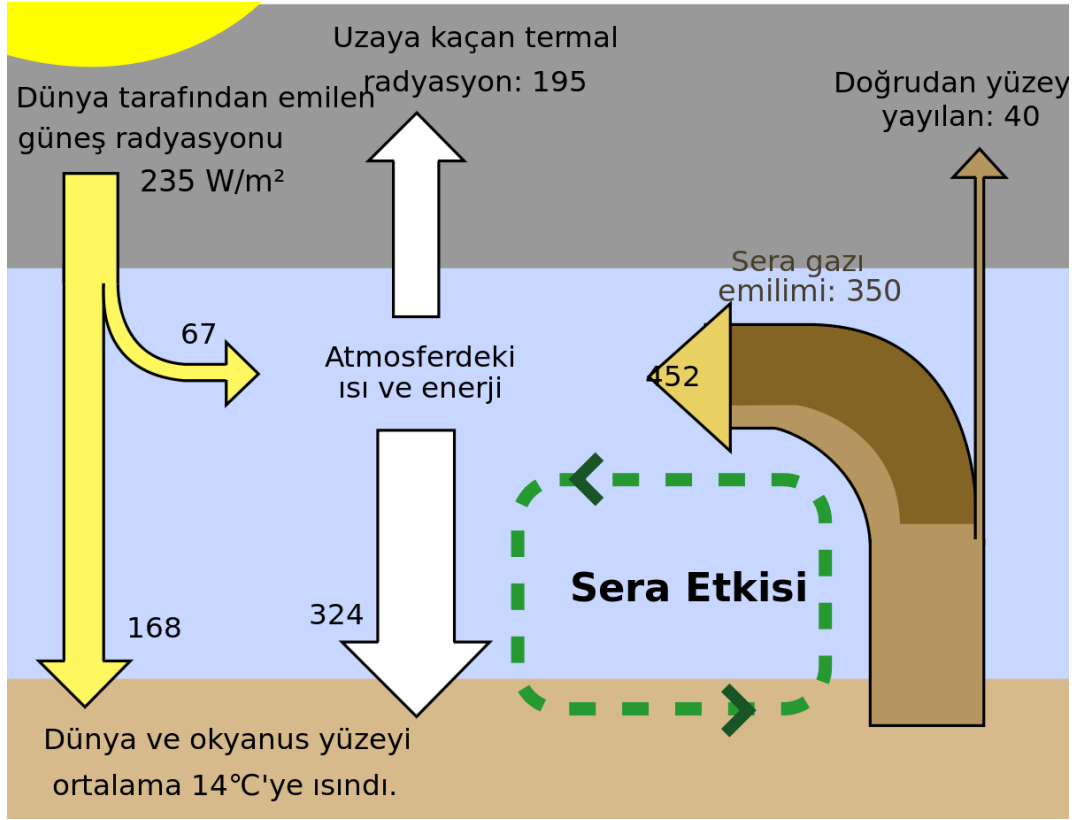 Uzaya kaçan termal
radyasyon: 195
Dünya tarafından emilen
güneş radyasyonu
235 W/m²
Doğrudan yüzey
yayılan: 40
Sera gazı
emilimi: 350
67
Atmosferdeki
ısı ve enerji
452
Sera Etkisi
324
168
Dünya ve okyanus yüzeyi
ortalama 14℃'ye ısındı.